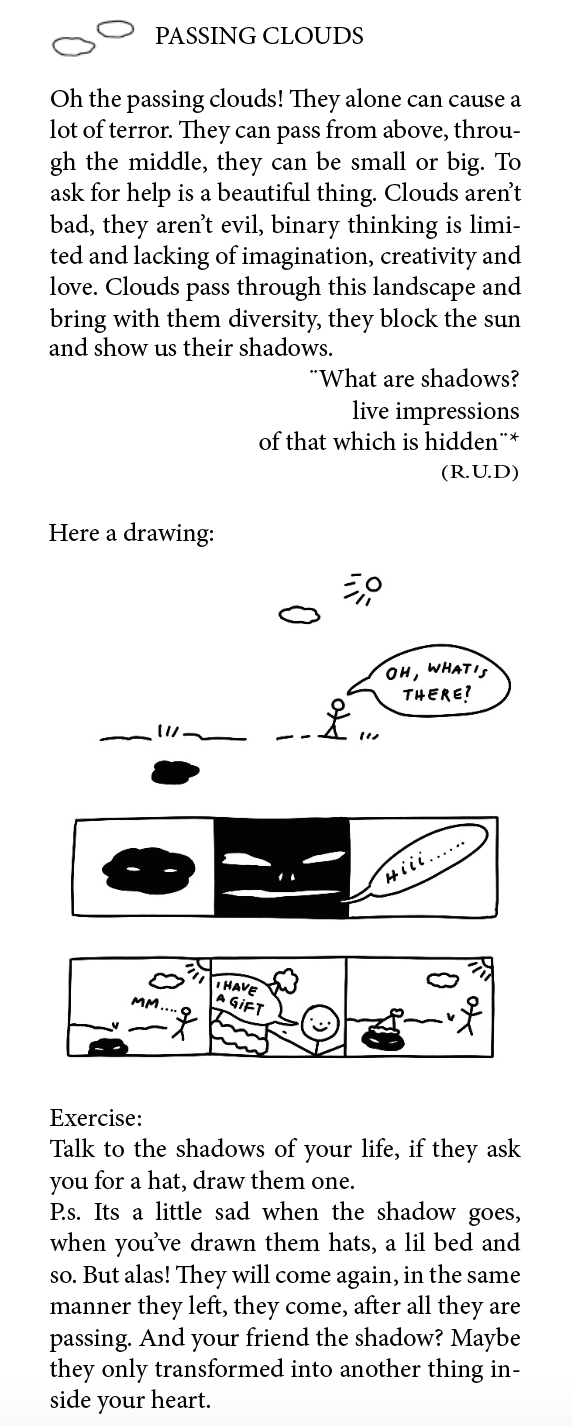 PASSING CLOUDS
Oh the passing clouds! They alone can cause a
lot of terror. They can pass from above, throu-
gh the middle, they can be small or big. To
ask for help is a beautiful thing. Clouds aren’t
bad, they aren’t evil, binary thinking is limi-
ted and lacking of imagination, creativity and
love. Clouds pass through this landscape and
bring with them diversity, they block the sun
and show us their shadows.
¨What are shadows?
live impressions
of that which is hidden¨*
(R.U.D)
Here a drawing:
OH, WHAT'S
THERE?
Hiii......
MM....
I HAVE
A GIFT
Exercise:
Talk to the shadows of your life, if they ask
you for a hat, draw them one.
P.s. Its a little sad when the shadow goes,
when you’ve drawn them hats, a lil bed and
so. But alas! They will come again, in the same
manner they left, they come, after all they are
passing. And your friend the shadow? Maybe
they only transformed into another thing in-
side your heart.